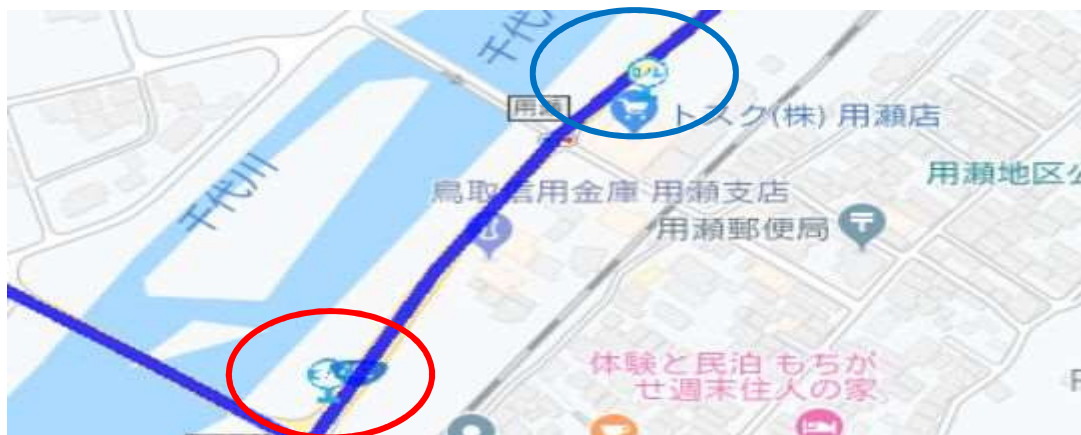 千代川
用瀬
トスク(株) 用瀬店
千代川
鳥取信用金庫 用瀬支店
用瀬地区公
用瀬郵便局
体験と民泊 もちが
せ週末住人の家